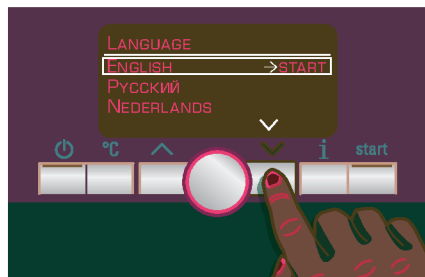 LANGUAGE
ENGLISH →START
РУССКИЙ
NEDERLANDS
°C i start